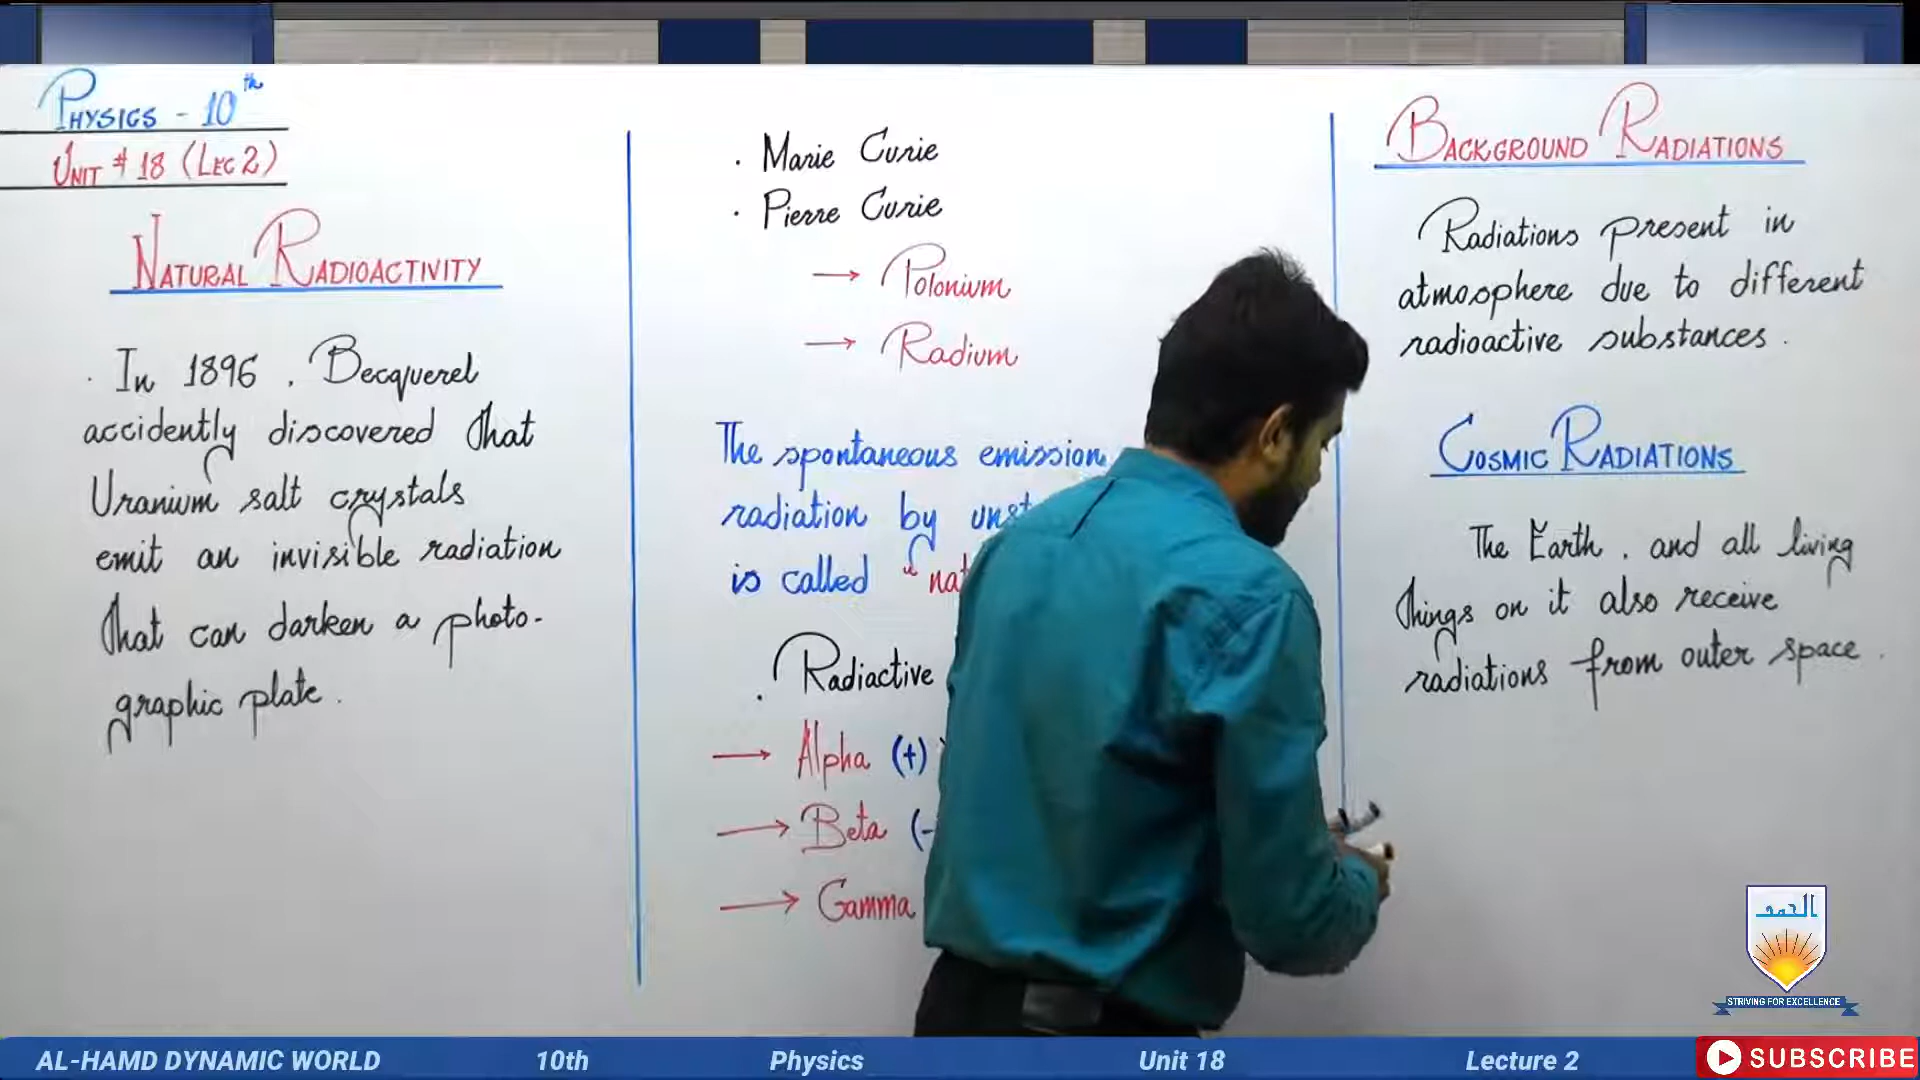 PHYSICS - 10th
UNIT # 18 (LEC 2)
NATURAL RADIOACTIVITY
. In 1896 , Becquerel
accidently discovered that
Uranium salt crystals
emit an invisible radiation
that can darken a photo-
graphic plate .
. Marie Curie
. Pierre Curie
→ Polonium
→ Radium
The spontaneous emission
radiation by
is called "
. Radiactive
→ Alpha (+)
→ Beta (-
→ Gamma
BACKGROUND RADIATIONS
Radiations present in
atmosphere due to different
radioactive substances .
COSMIC RADIATIONS
The Earth , and all living
things on it also receive
radiations from outer space .
الحمد
STRIVING FOR EXCELLENCE
AL-HAMD DYNAMIC WORLD 10th Physics Unit 18 Lecture 2 SUBSCRIBE